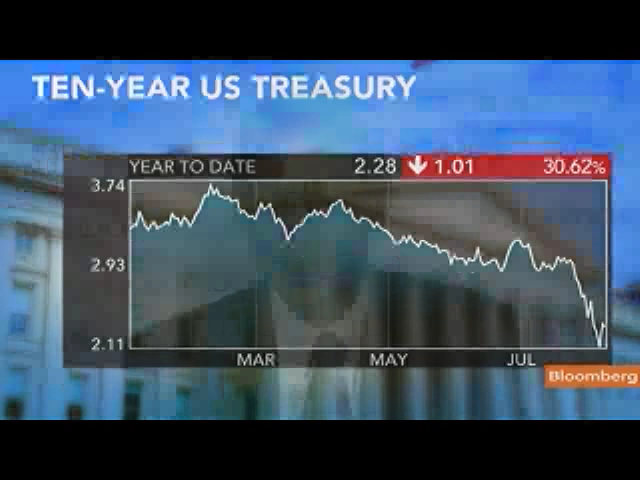 TEN-YEAR US TREASURY
YEAR TO DATE 2.28 1.01 30.62%
3.74
2.93
2.11
MAR MAY JUL
Bloomberg